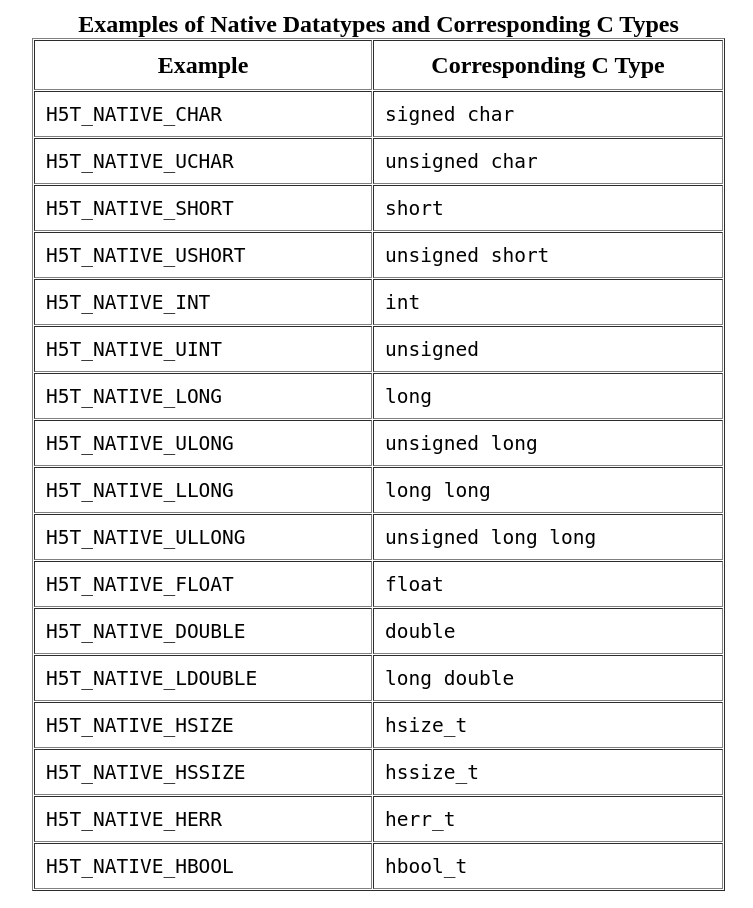 Examples of Native Datatypes and Corresponding C Types
Example Corresponding C Type
H5T_NATIVE_CHAR signed char
H5T_NATIVE_UCHAR unsigned char
H5T_NATIVE_SHORT short
H5T_NATIVE_USHORT unsigned short
H5T_NATIVE_INT int
H5T_NATIVE_UINT unsigned
H5T_NATIVE_LONG long
H5T_NATIVE_ULONG unsigned long
H5T_NATIVE_LLONG long long
H5T_NATIVE_ULLONG unsigned long long
H5T_NATIVE_FLOAT float
H5T_NATIVE_DOUBLE double
H5T_NATIVE_LDOUBLE long double
H5T_NATIVE_HSIZE hsize_t
H5T_NATIVE_HSSIZE hssize_t
H5T_NATIVE_HERR herr_t
H5T_NATIVE_HBOOL hbool_t